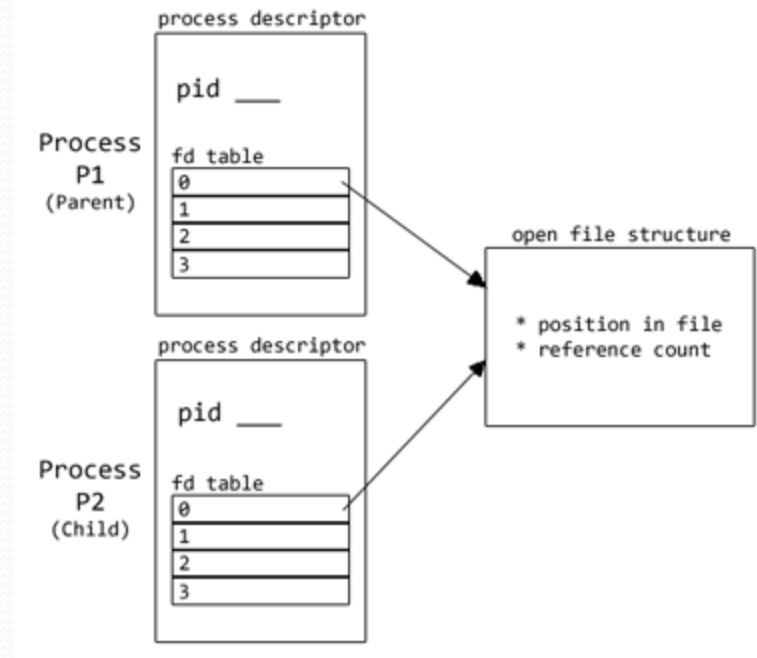 process descriptor
pid ___
Process
P1
(Parent)
fd table
0
1
2
3
open file structure
* position in file
* reference count
process descriptor
pid ___
Process
P2
(Child)
fd table
0
1
2
3